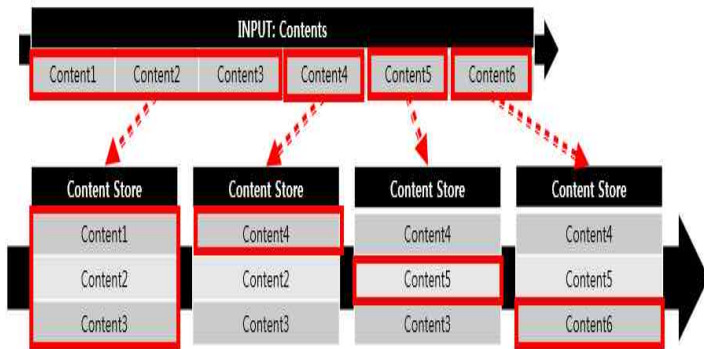 INPUT: Contents
Content1 Content2 Content3 Content4 Content5 Content6
Content Store Content Store Content Store Content Store
Content1 Content4 Content4 Content4
Content2 Content2 Content5 Content5
Content3 Content3 Content3 Content6